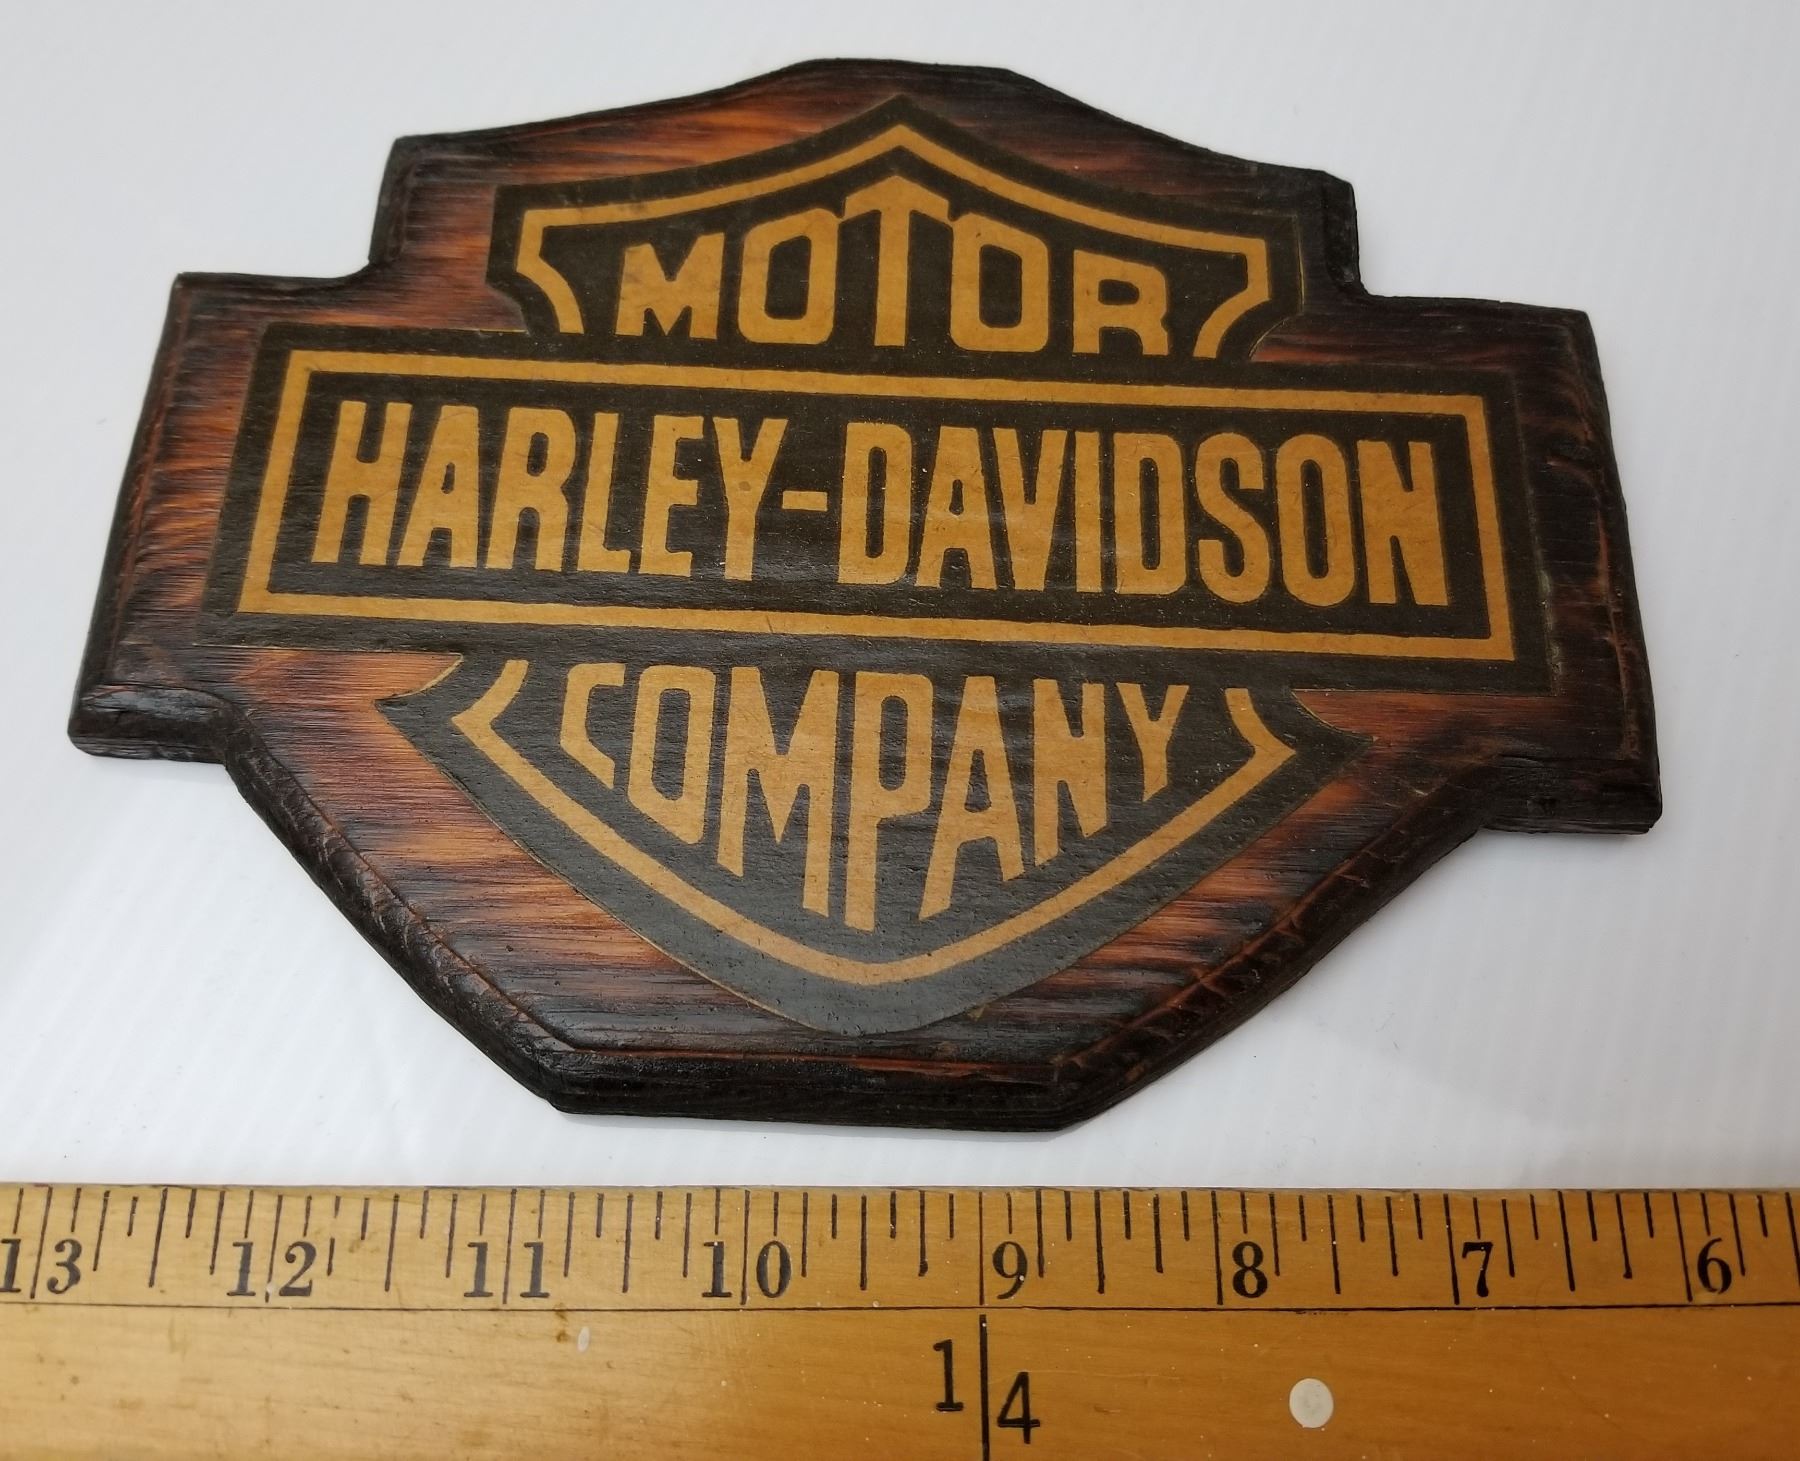 MOTOR
HARLEY-DAVIDSON
COMPANY
13 12 11 10 9 8 7 6
1 4